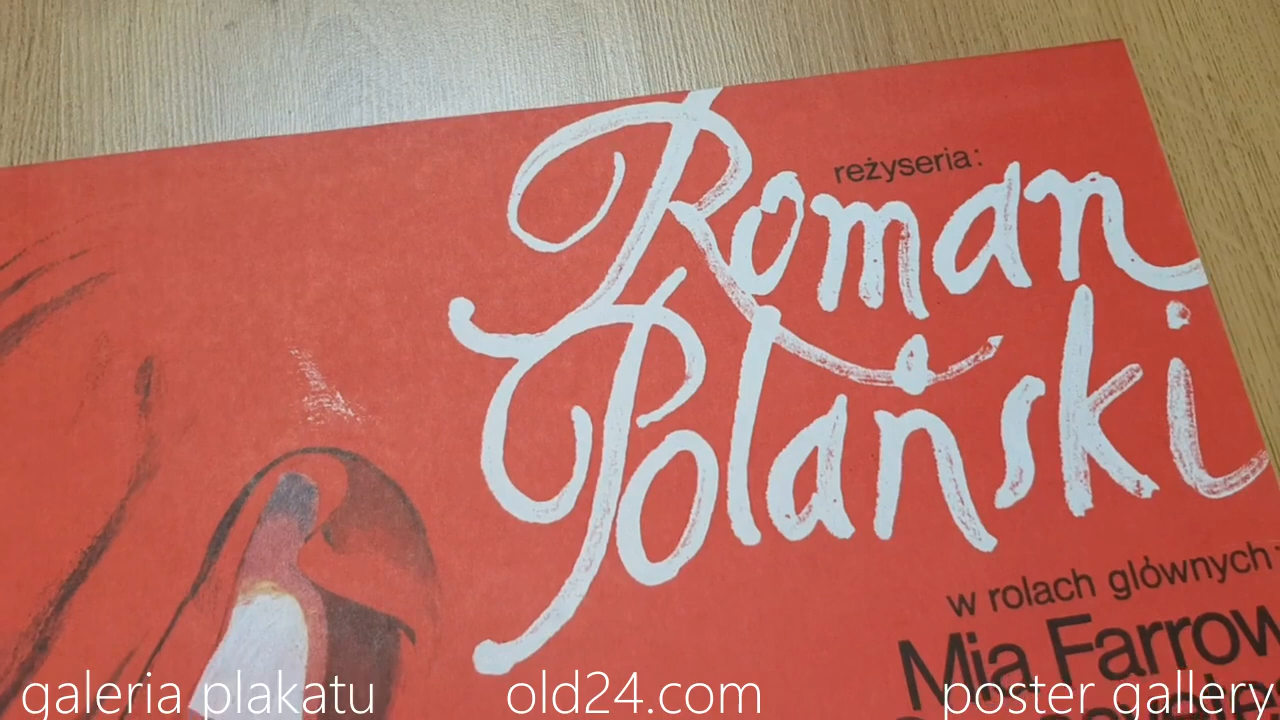 reżyseria:
Roman
Polański
w rolach głównych:
Mia Farrow
galeria plakatu old24.com poster gallery